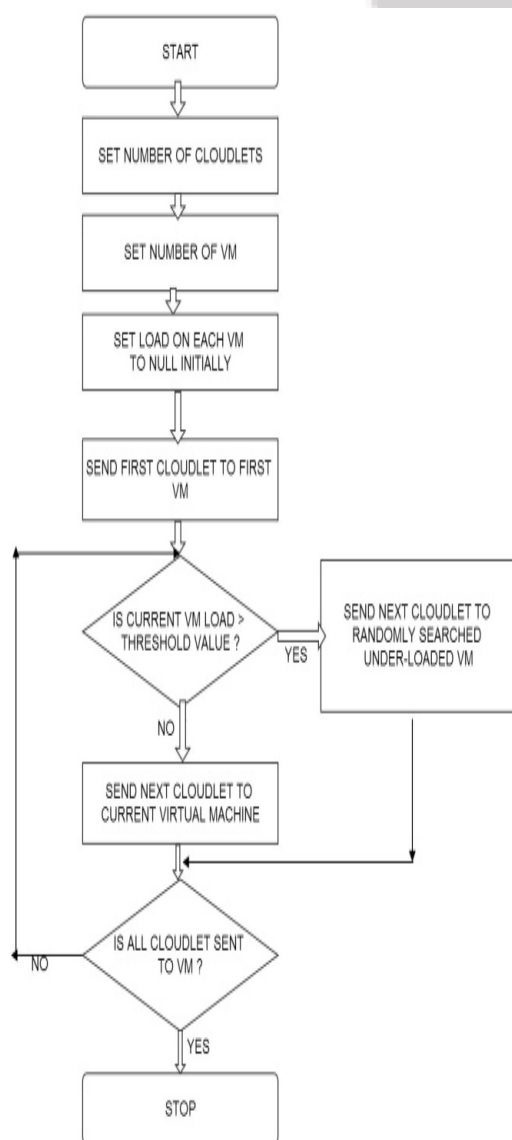 START
SET NUMBER OF CLOUDLETS
SET NUMBER OF VM
SET LOAD ON EACH VM
TO NULL INITIALLY
SEND FIRST CLOUDLET TO FIRST
VM
IS CURRENT VM LOAD >
THRESHOLD VALUE ?
YES
SEND NEXT CLOUDLET TO
RANDOMLY SEARCHED
UNDER-LOADED VM
NO
SEND NEXT CLOUDLET TO
CURRENT VIRTUAL MACHINE
IS ALL CLOUDLET SENT
TO VM ?
NO
YES
STOP